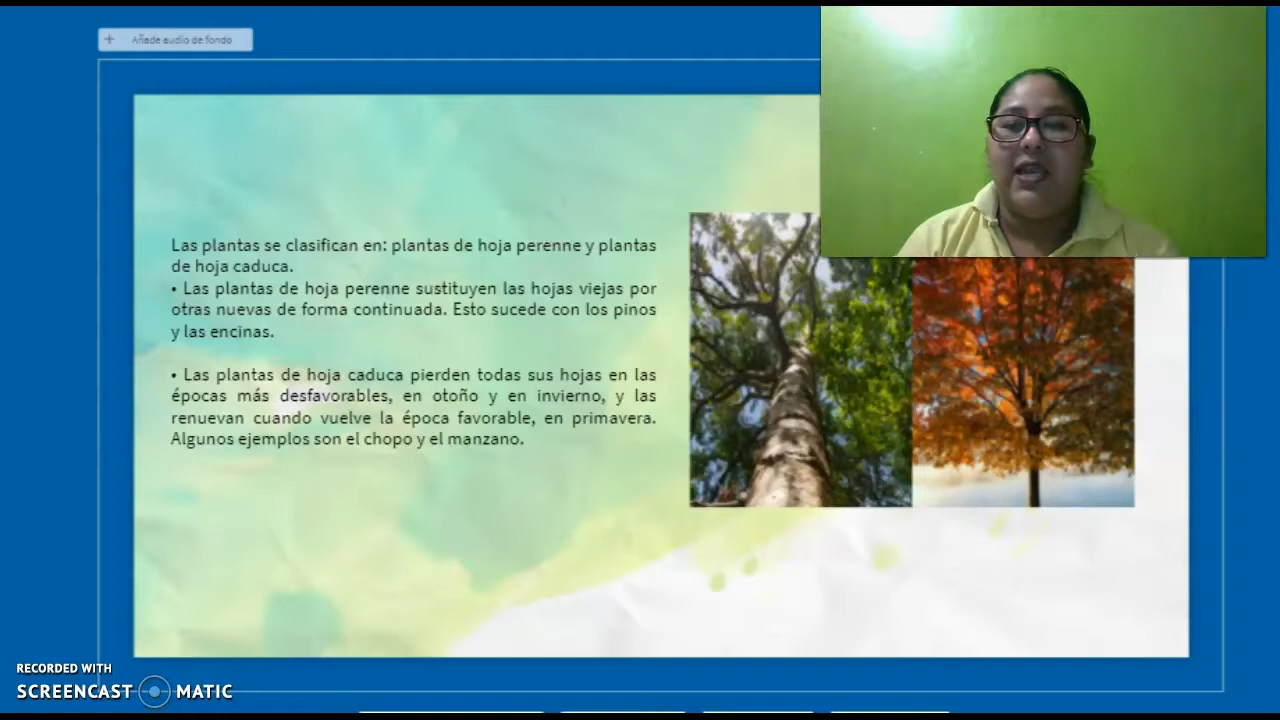 Añade audio de fondo
Las plantas se clasifican en: plantas de hoja perenne y plantas
de hoja caduca.
• Las plantas de hoja perenne sustituyen las hojas viejas por
otras nuevas de forma continuada. Esto sucede con los pinos
y las encinas.
• Las plantas de hoja caduca pierden todas sus hojas en las
épocas más desfavorables, en otoño y en invierno, y las
renuevan cuando vuelve la época favorable, en primavera.
Algunos ejemplos son el chopo y el manzano.
RECORDED WITH
SCREENCAST MATIC